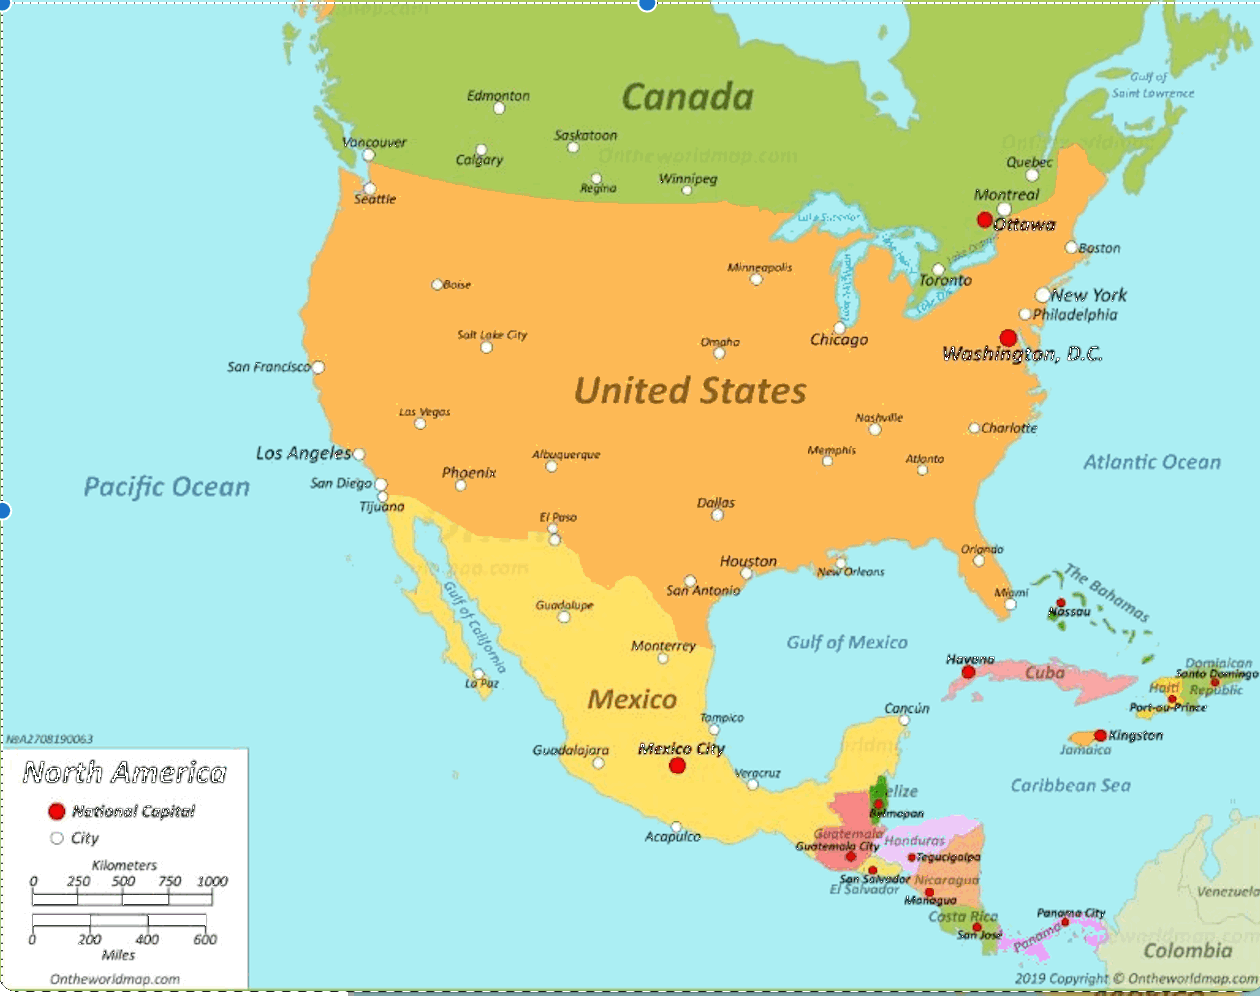 Canada
Edmonton
Saskatoon
Calgary
Regina
Winnipeg
Vancouver
Seattle
Ontheworldmap.com
Gulf of
Saint Lawrence
Quebec
Montreal
Ottawa
Toronto
Lake Superior
Boston
New York
Philadelphia
Washington, D.C.
Minneapolis
Chicago
Boise
Salt Lake City
Omaha
San Francisco
United States
Las Vegas
Nashville
Charlotte
Los Angeles
Albuquerque
Memphis
Atlanta
Phoenix
San Diego
Pacific Ocean
Atlantic Ocean
Tijuana
El Paso
Dallas
Houston
San Antonio
New Orleans
Orlando
Miami
The Bahamas
Nassau
Gulf of California
Guadalupe
Monterrey
La Paz
Gulf of Mexico
Havena
Cuba
Dominican
Republic
Santo Domingo
Haiti
Port-au-Prince
Kingston
Jamaica
Mexico
Mexico City
Tampico
Cancún
Guadalajara
Veracruz
Acapulco
Caribbean Sea
elize
Belmopan
Guatemala
Guatemala City
Honduras
Tegucigalpa
San Salvador
El Salvador
Nicaragua
Managua
Costa Rica
San José
Panama City
Panama
Venezuela
Colombia
2019 Copyright © Ontheworldmap.com
NºA2708190063
North America
National Capital
City
Kilometers
0 250 500 750 1000
0 200 400 600
Miles
Ontheworldmap.com